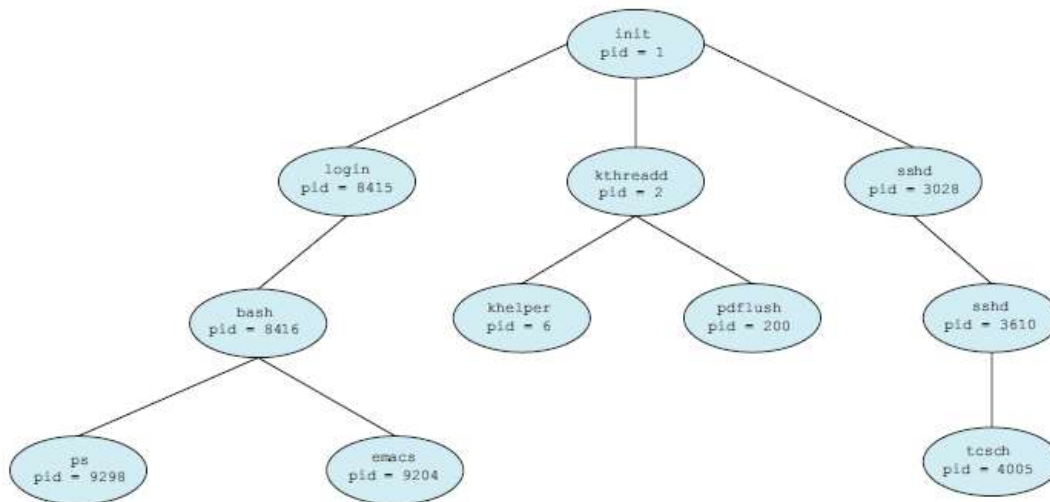 init
pid = 1
login
pid = 8415
kthreadd
pid = 2
sshd
pid = 3028
bash
pid = 8416
khelper
pid = 6
pdflush
pid = 200
sshd
pid = 3610
ps
pid = 9298
emacs
pid = 9204
tcsch
pid = 4005